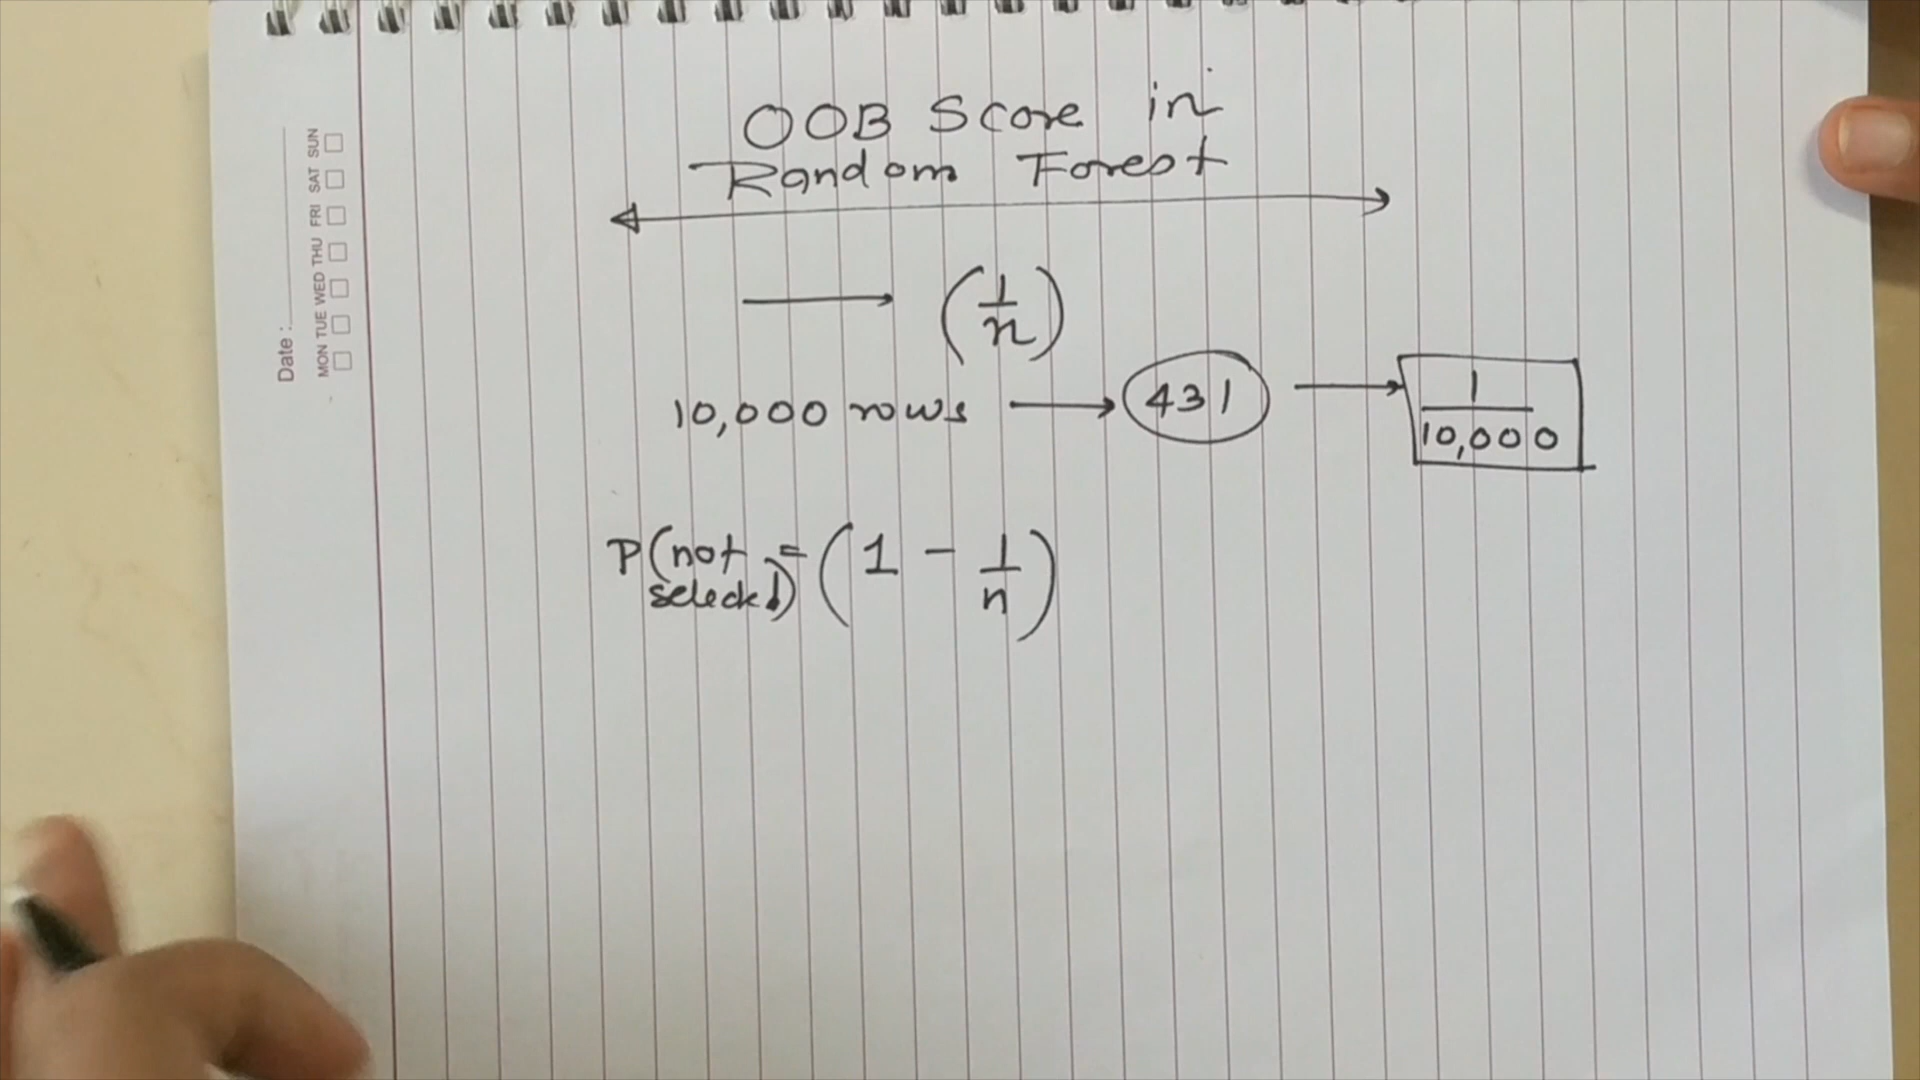 OOB Score in
Random Forest
(1/n)
10,000 rows → 431 → 1/10,000
P(not selected) = (1 - 1/n)
Date :
MON TUE WED THU FRI SAT SUN